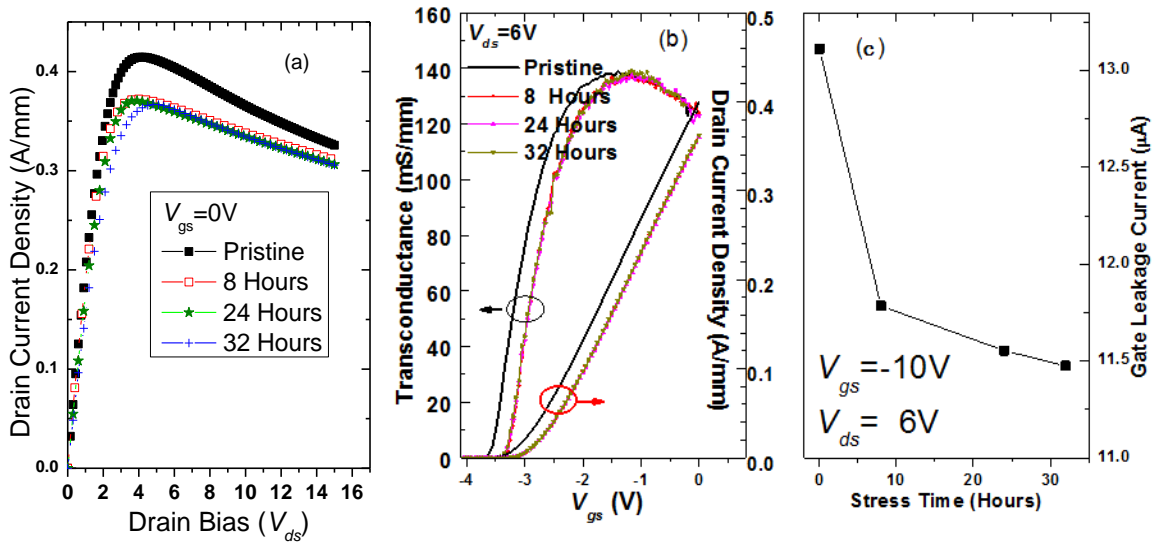 (a)
Drain Current Density (A/mm)
0.4
0.3
0.2
0.1
0.0
Vgs=0V
Pristine
8 Hours
24 Hours
32 Hours
0 2 4 6 8 10 12 14 16
Drain Bias (Vds)
(b)
Vds=6V
Pristine
8 Hours
24 Hours
32 Hours
Transconductance (mS/mm)
160
140
120
100
80
60
40
20
0
-4 -3 -2 -1 0
Vgs (V)
0.5
0.4
0.3
0.2
0.1
0.0
Drain Current Density (A/mm)
(c)
Vgs=-10V
Vds= 6V
0 10 20 30
Stress Time (Hours)
13.0
12.5
12.0
11.5
11.0
Gate Leakage Current (μA)